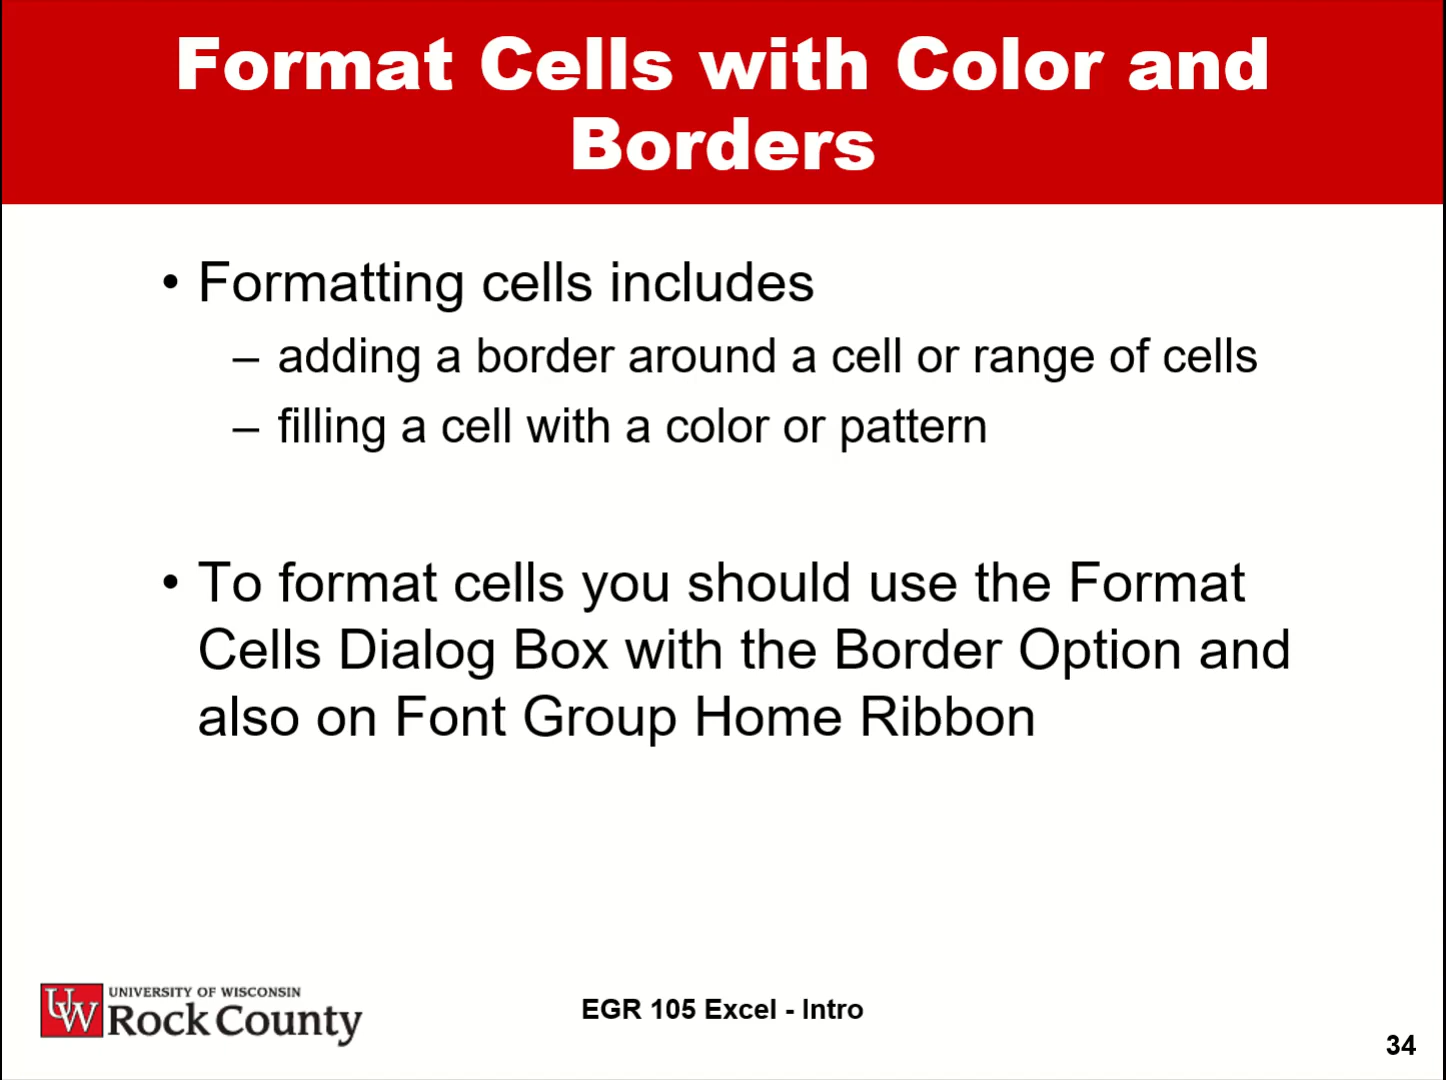 Format Cells with Color and
Borders
• Formatting cells includes
– adding a border around a cell or range of cells
– filling a cell with a color or pattern
• To format cells you should use the Format
Cells Dialog Box with the Border Option and
also on Font Group Home Ribbon
UW
UNIVERSITY OF WISCONSIN
Rock County
EGR 105 Excel - Intro
34